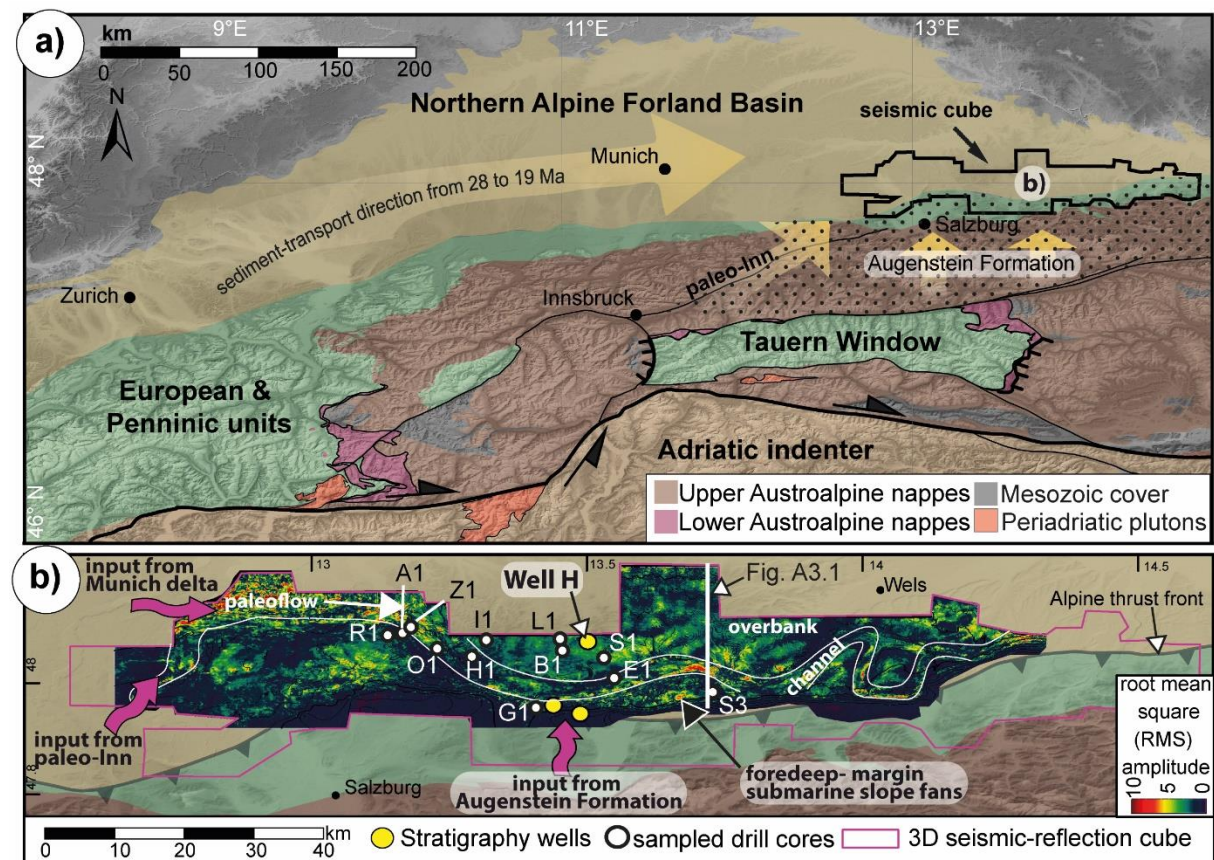 a)
9°E
11°E
13°E
km
0 50 100 150 200
N
Northern Alpine Forland Basin
seismic cube
48° N
Munich
b)
sediment-transport direction from 28 to 19 Ma
Salzburg
paleo-Inn
Augenstein Formation
Zurich
Innsbruck
Tauern Window
European &
Penninic units
Adriatic indenter
46° N
Upper Austroalpine nappes
Mesozoic cover
Lower Austroalpine nappes
Periadriatic plutons
b)
input from
Munich delta
13
13.5
14
14.5
A1
Z1
Well H
Fig. A3.1
Wels
Alpine thrust front
paleoflow
I1
L1
R1
S1
overbank
O1
H1
B1
E1
channel
48
S3
G1
input from
paleo-Inn
root mean
square
(RMS)
amplitude
10
5
0
47.8
Salzburg
input from
Augenstein Formation
foredeep- margin
submarine slope fans
0 10 20 30 40
km
Stratigraphy wells
sampled drill cores
3D seismic-reflection cube